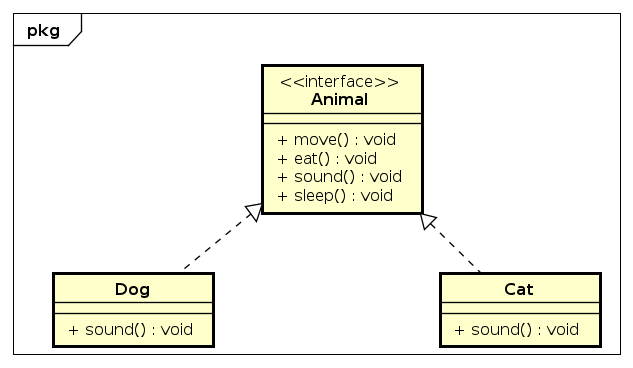 pkg
<<interface>>
Animal
+ move() : void
+ eat() : void
+ sound() : void
+ sleep() : void
Dog
+ sound() : void
Cat
+ sound() : void